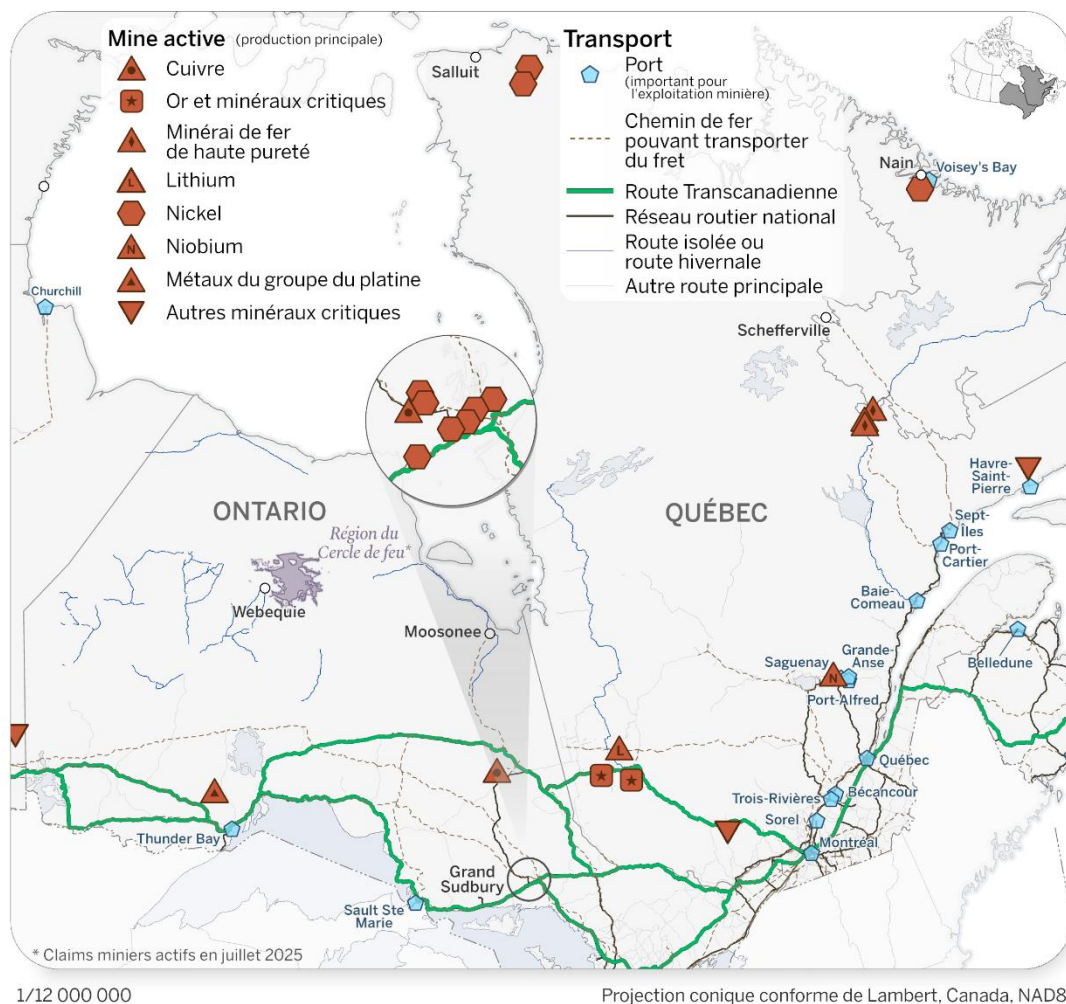 Mine active (production principale)
Cuivre
Or et minéraux critiques
Minérai de fer
de haute pureté
Lithium
Nickel
Niobium
Métaux du groupe du platine
Autres minéraux critiques
Transport
Port
(important pour
l'exploitation minière)
Chemin de fer
pouvant transporter
du fret
Route Transcanadienne
Réseau routier national
Route isolée ou
route hivernale
Autre route principale
L
N
Salluit
Nain
Voisey's Bay
Churchill
Schefferville
Havre-
Saint-
Pierre
ONTARIO
QUÉBEC
Région du
Cercle de feu*
Sept-
Îles
Port-
Cartier
Webequie
Baie-
Comeau
Moosonee
Belledune
Grande-
Anse
Saguenay
N
Port-Alfred
L
Québec
Bécancour
Trois-Rivières
Sorel
Thunder Bay
Montréal
Grand
Sudbury
Sault Ste
Marie
* Claims miniers actifs en juillet 2025
1/12 000 000
Projection conique conforme de Lambert, Canada, NAD8